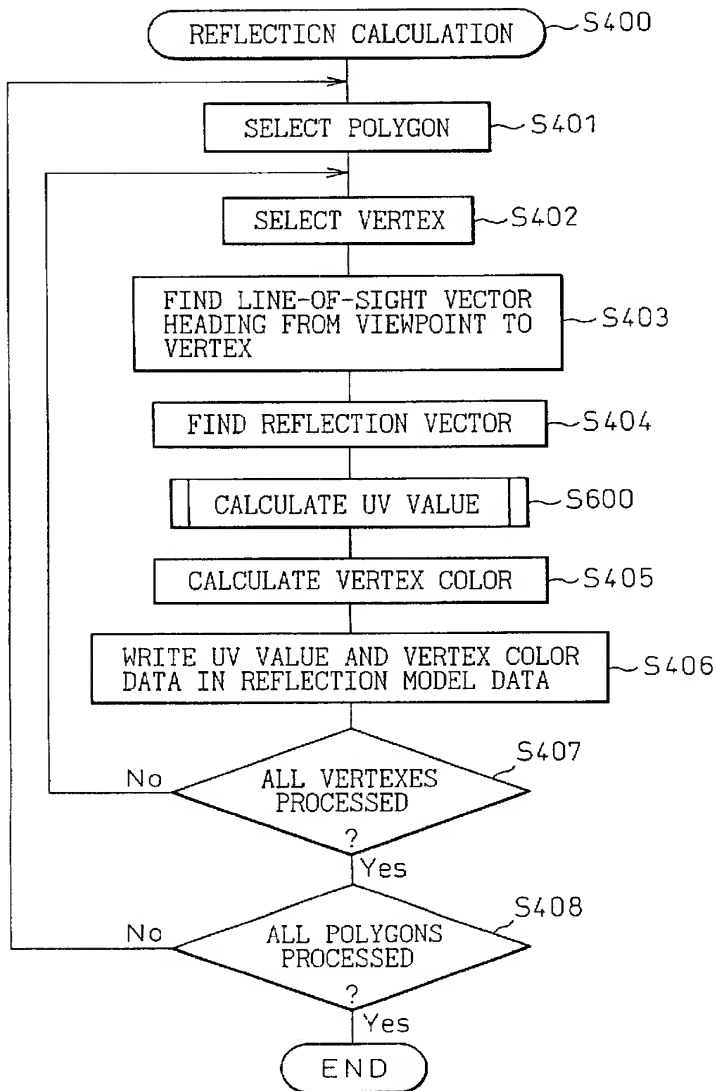 REFLECTION CALCULATION
S400
SELECT POLYGON
S401
SELECT VERTEX
S402
FIND LINE-OF-SIGHT VECTOR
HEADING FROM VIEWPOINT TO
VERTEX
S403
FIND REFLECTION VECTOR
S404
CALCULATE UV VALUE
S600
CALCULATE VERTEX COLOR
S405
WRITE UV VALUE AND VERTEX COLOR
DATA IN REFLECTION MODEL DATA
S406
S407
No
ALL VERTEXES
PROCESSED
?
Yes
S408
No
ALL POLYGONS
PROCESSED
?
Yes
END